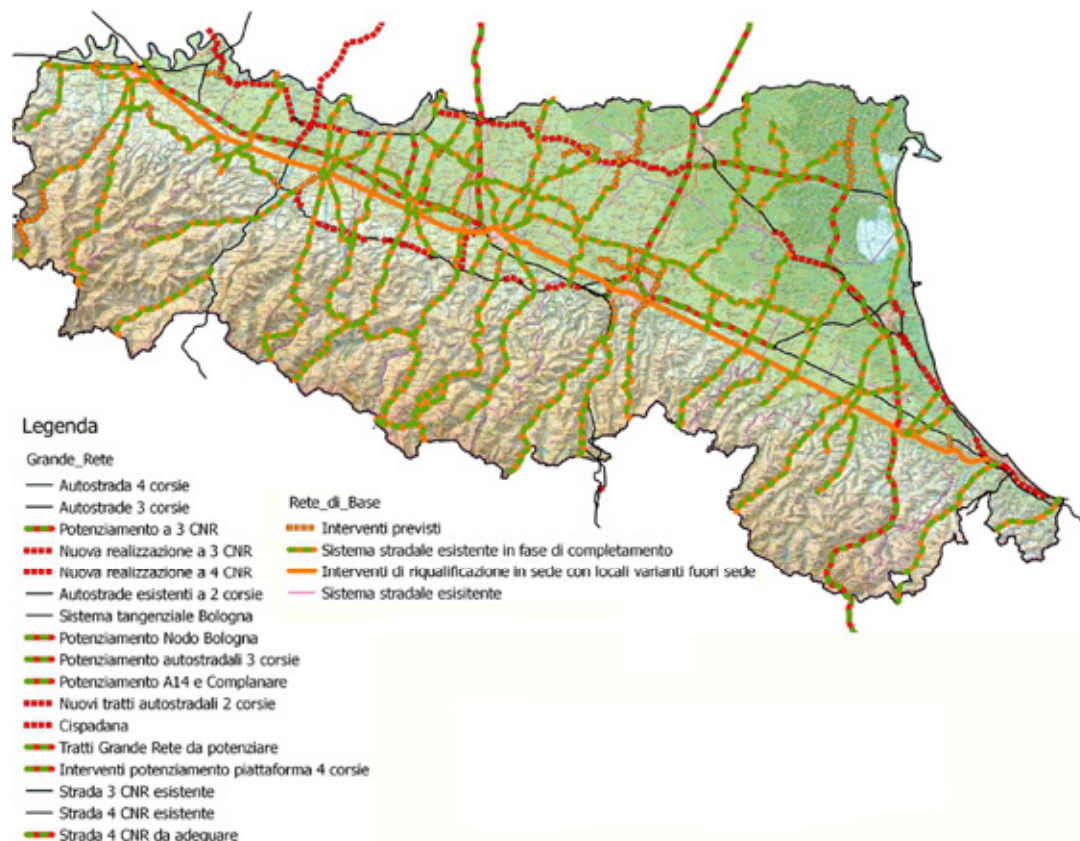 Legenda
Grande_Rete
Autostrada 4 corsie
Autostrade 3 corsie
Potenziamento a 3 CNR
Nuova realizzazione a 3 CNR
Nuova realizzazione a 4 CNR
Autostrade esistenti a 2 corsie
Sistema tangenziale Bologna
Potenziamento Nodo Bologna
Potenziamento autostradali 3 corsie
Potenziamento A14 e Complanare
Nuovi tratti autostradali 2 corsie
Cispadana
Tratti Grande Rete da potenziare
Interventi potenziamento piattaforma 4 corsie
Strada 3 CNR esistente
Strada 4 CNR esistente
Strada 4 CNR da adeguare
Rete_di_Base
Interventi previsti
Sistema stradale esistente in fase di completamento
Interventi di riqualificazione in sede con locali varianti fuori sede
Sistema stradale esisitente